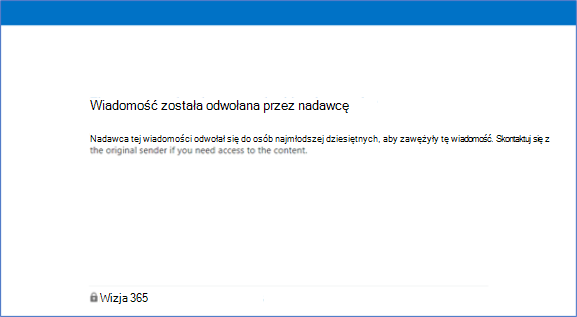 Wiadomość została odwołana przez nadawcę
Nadawca tej wiadomości odwołał się do osób najmłodszej dziesiętnych, aby zawężyły tę wiadomość. Skontaktuj się z
the original sender if you need access to the content.
Wizja 365